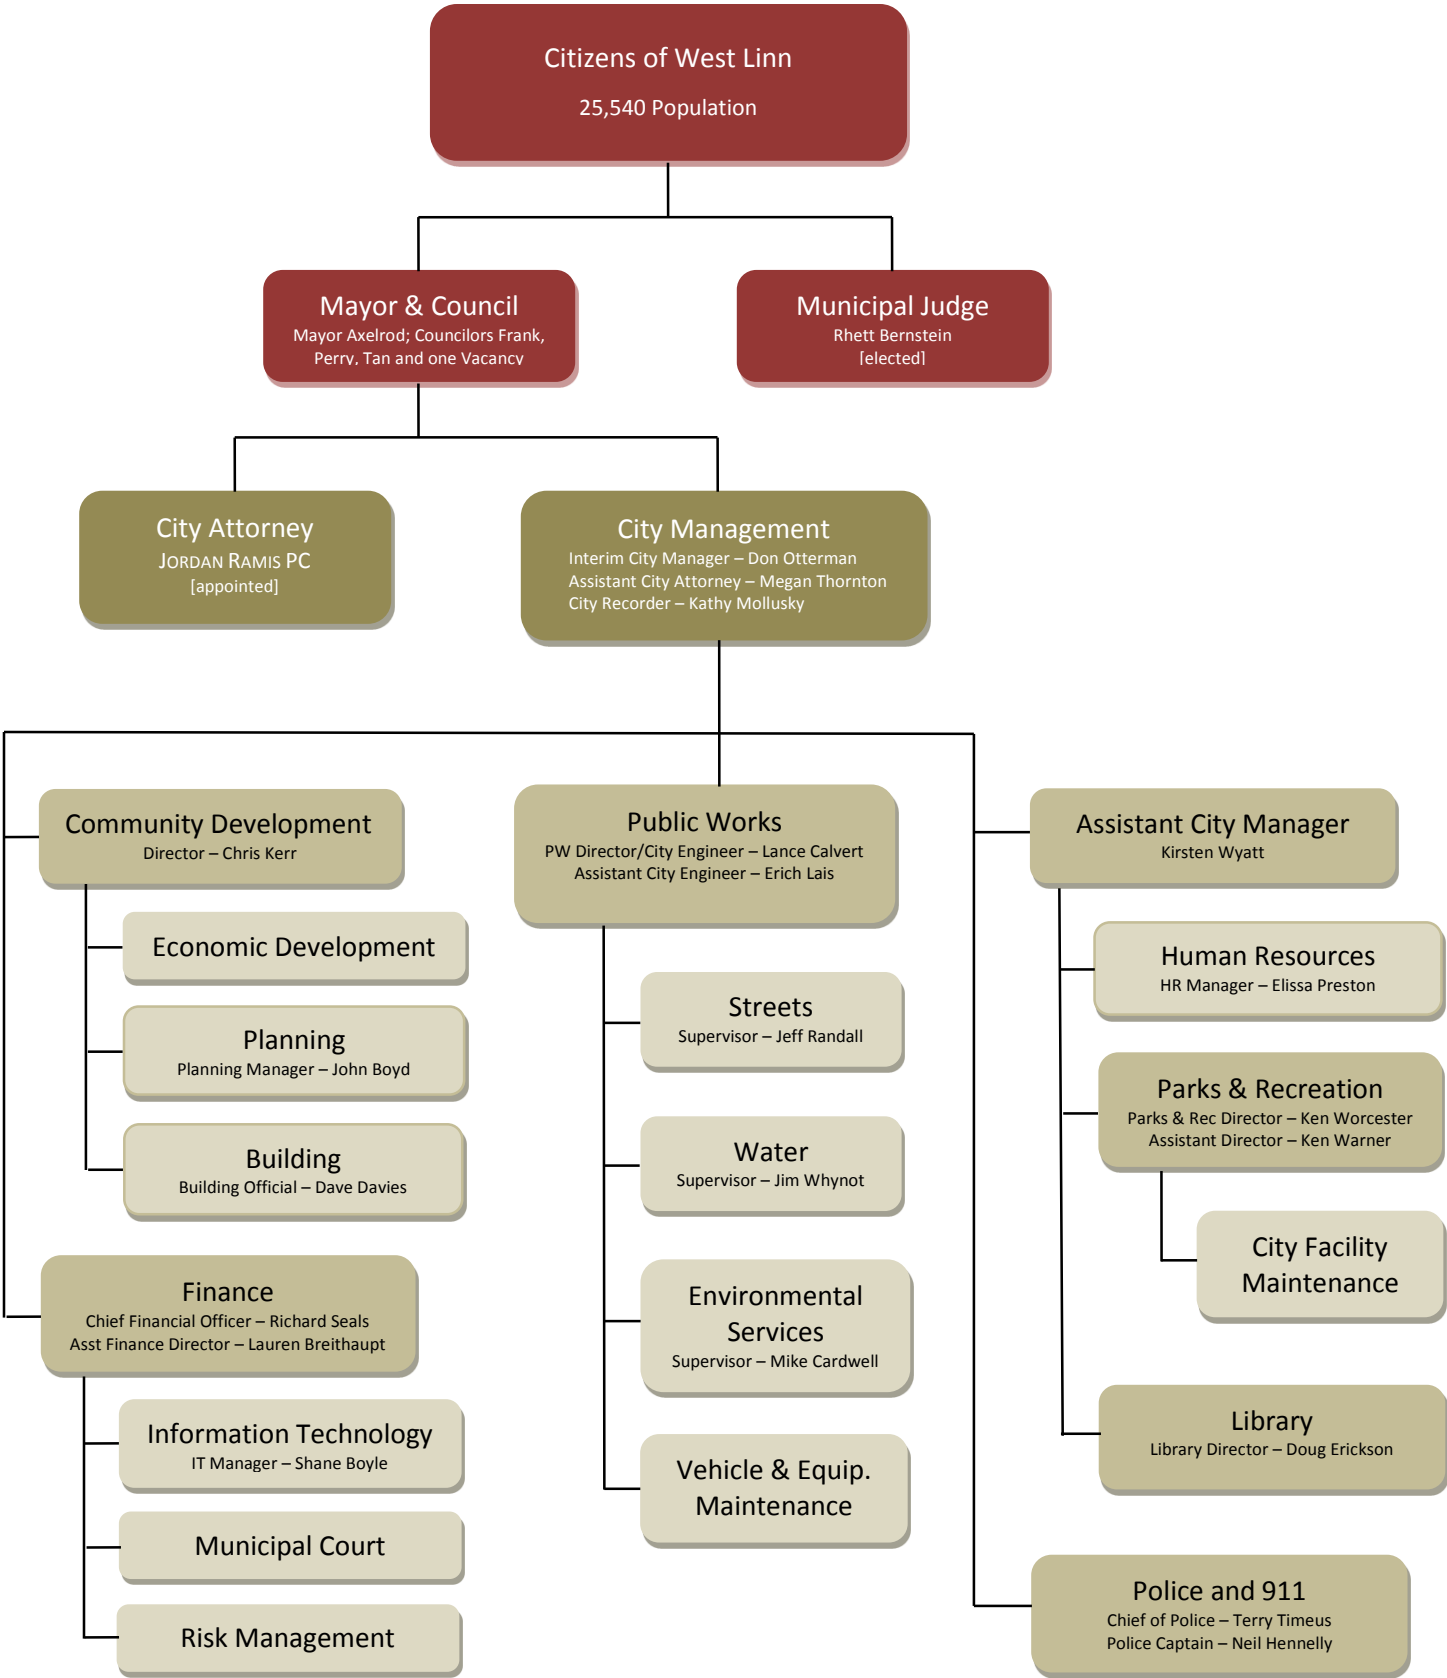 Citizens of West Linn
25,540 Population
Mayor & Council
Mayor Axelrod; Councilors Frank,
Perry, Tan and one Vacancy
Municipal Judge
Rhett Bernstein
[elected]
City Attorney
JORDAN RAMIS PC
[appointed]
City Management
Interim City Manager – Don Otterman
Assistant City Attorney – Megan Thornton
City Recorder – Kathy Mollusky
Community Development
Director – Chris Kerr
Economic Development
Planning
Planning Manager – John Boyd
Building
Building Official – Dave Davies
Finance
Chief Financial Officer – Richard Seals
Asst Finance Director – Lauren Breithaupt
Information Technology
IT Manager – Shane Boyle
Municipal Court
Risk Management
Public Works
PW Director/City Engineer – Lance Calvert
Assistant City Engineer – Erich Lais
Streets
Supervisor – Jeff Randall
Water
Supervisor – Jim Whynot
Environmental
Services
Supervisor – Mike Cardwell
Vehicle & Equip.
Maintenance
Assistant City Manager
Kirsten Wyatt
Human Resources
HR Manager – Elissa Preston
Parks & Recreation
Parks & Rec Director – Ken Worcester
Assistant Director – Ken Warner
City Facility
Maintenance
Library
Library Director – Doug Erickson
Police and 911
Chief of Police – Terry Timeus
Police Captain – Neil Hennelly